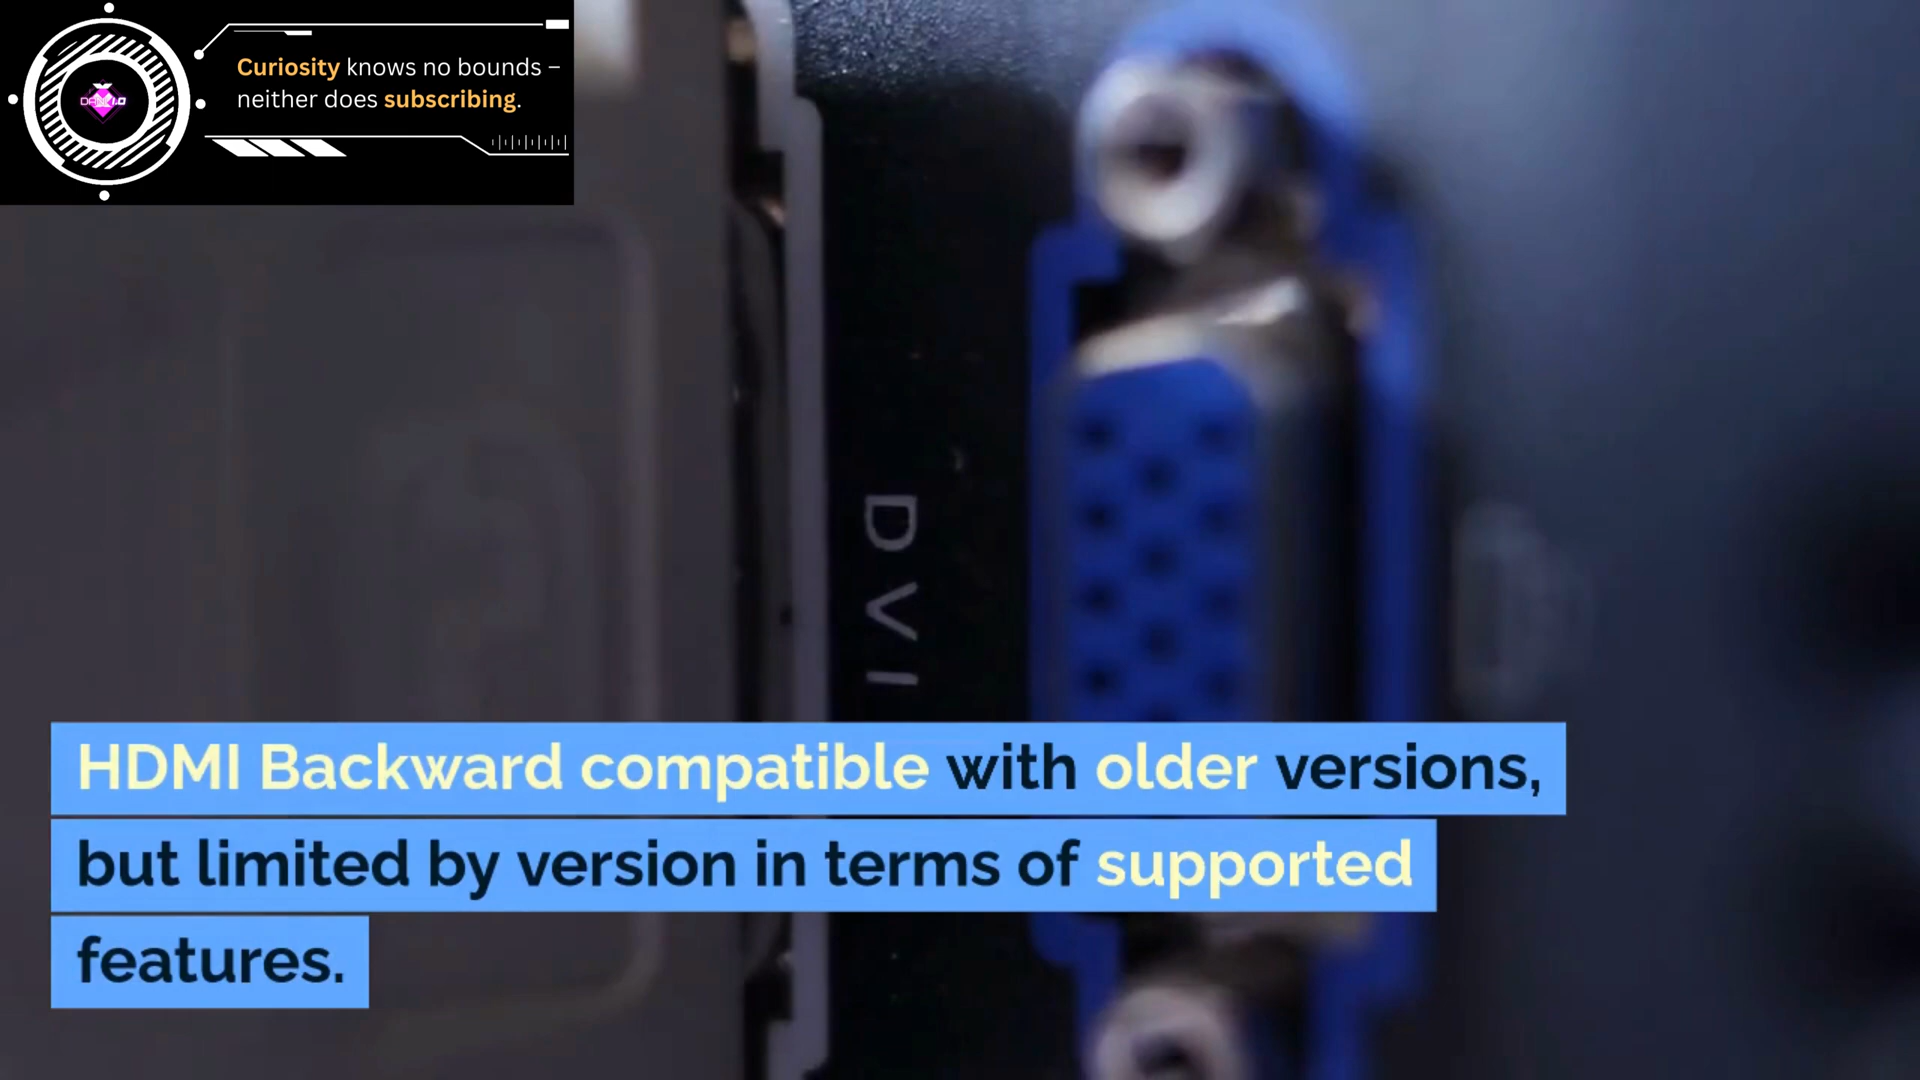 Curiosity knows no bounds –
neither does subscribing.
DVI
HDMI Backward compatible with older versions,
but limited by version in terms of supported
features.